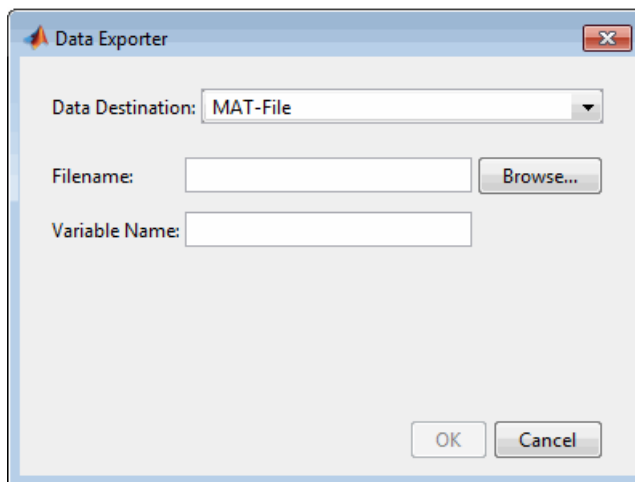 Data Exporter
Data Destination: MAT-File
Filename: Browse...
Variable Name:
OK Cancel